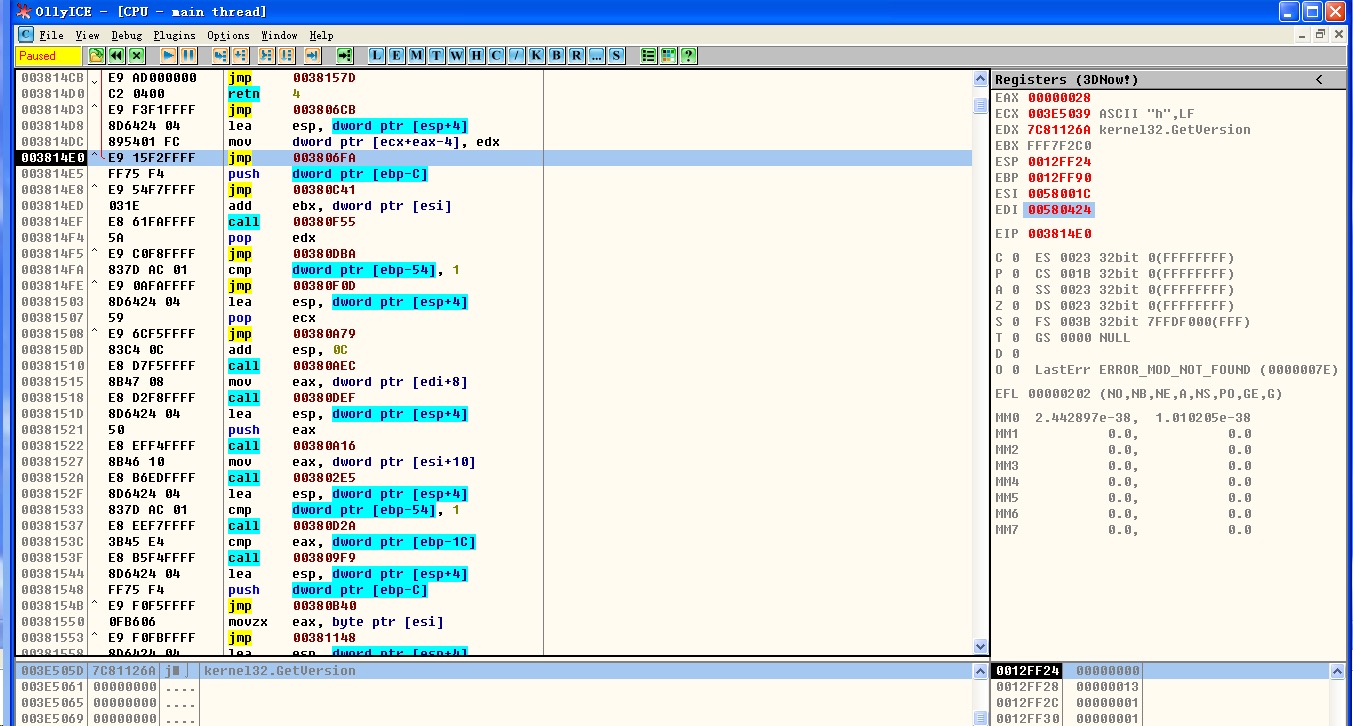 OllyICE - [CPU - main thread]
C File View Debug Plugins Options Window Help
Paused L E M T W H C / K B R ... S ?
003814CB E9 AD000000 jmp 0038157D
003814D0 C2 0400 retn 4
003814D3 ^ E9 F3F1FFFF jmp 003806CB
003814D8 8D6424 04 lea esp, dword ptr [esp+4]
003814DC 895401 FC mov dword ptr [ecx+eax-4], edx
003814E0 ^ E9 15F2FFFF jmp 003806FA
003814E5 FF75 F4 push dword ptr [ebp-C]
003814E8 ^ E9 54F7FFFF jmp 00380C41
003814ED 031E add ebx, dword ptr [esi]
003814EF E8 61FAFFFF call 00380F55
003814F4 5A pop edx
003814F5 ^ E9 C0F8FFFF jmp 00380DBA
003814FA 837D AC 01 cmp dword ptr [ebp-54], 1
003814FE ^ E9 0AFAFFFF jmp 00380F0D
00381503 8D6424 04 lea esp, dword ptr [esp+4]
00381507 59 pop ecx
00381508 ^ E9 6CF5FFFF jmp 00380A79
0038150D 83C4 0C add esp, 0C
00381510 E8 D7F5FFFF call 00380AEC
00381515 8B47 08 mov eax, dword ptr [edi+8]
00381518 E8 D2F8FFFF call 00380DEF
0038151D 8D6424 04 lea esp, dword ptr [esp+4]
00381521 50 push eax
00381522 E8 EFF4FFFF call 00380A16
00381527 8B46 10 mov eax, dword ptr [esi+10]
0038152A E8 B6EDFFFF call 003802E5
0038152F 8D6424 04 lea esp, dword ptr [esp+4]
00381533 837D AC 01 cmp dword ptr [ebp-54], 1
00381537 E8 EEF7FFFF call 00380D2A
0038153C 3B45 E4 cmp eax, dword ptr [ebp-1C]
0038153F E8 B5F4FFFF call 003809F9
00381544 8D6424 04 lea esp, dword ptr [esp+4]
00381548 FF75 F4 push dword ptr [ebp-C]
0038154B ^ E9 F0F5FFFF jmp 00380B40
00381550 0FB606 movzx eax, byte ptr [esi]
00381553 ^ E9 F0FBFFFF jmp 00381148
00381558 8D6424 04 lea esp, dword ptr [esp+4]
Registers (3DNow!) <
EAX 00000028
ECX 003E5039 ASCII "h",LF
EDX 7C81126A kernel32.GetVersion
EBX FFF7F2C0
ESP 0012FF24
EBP 0012FF90
ESI 0058001C
EDI 00580424
EIP 003814E0
C 0 ES 0023 32bit 0(FFFFFFFF)
P 0 CS 001B 32bit 0(FFFFFFFF)
A 0 SS 0023 32bit 0(FFFFFFFF)
Z 0 DS 0023 32bit 0(FFFFFFFF)
S 0 FS 003B 32bit 7FFDF000(FFF)
T 0 GS 0000 NULL
D 0
O 0 LastErr ERROR_MOD_NOT_FOUND (0000007E)
EFL 00000202 (NO,NB,NE,A,NS,PO,GE,G)
MM0 2.442897e-38, 1.010205e-38
MM1 0.0, 0.0
MM2 0.0, 0.0
MM3 0.0, 0.0
MM4 0.0, 0.0
MM5 0.0, 0.0
MM6 0.0, 0.0
MM7 0.0, 0.0
003E505D 7C81126A kernel32.GetVersion
003E5061 00000000 ....
003E5065 00000000 ....
003E5069 00000000 ....
0012FF24 00000000
0012FF28 00000013
0012FF2C 00000001
0012FF30 00000001